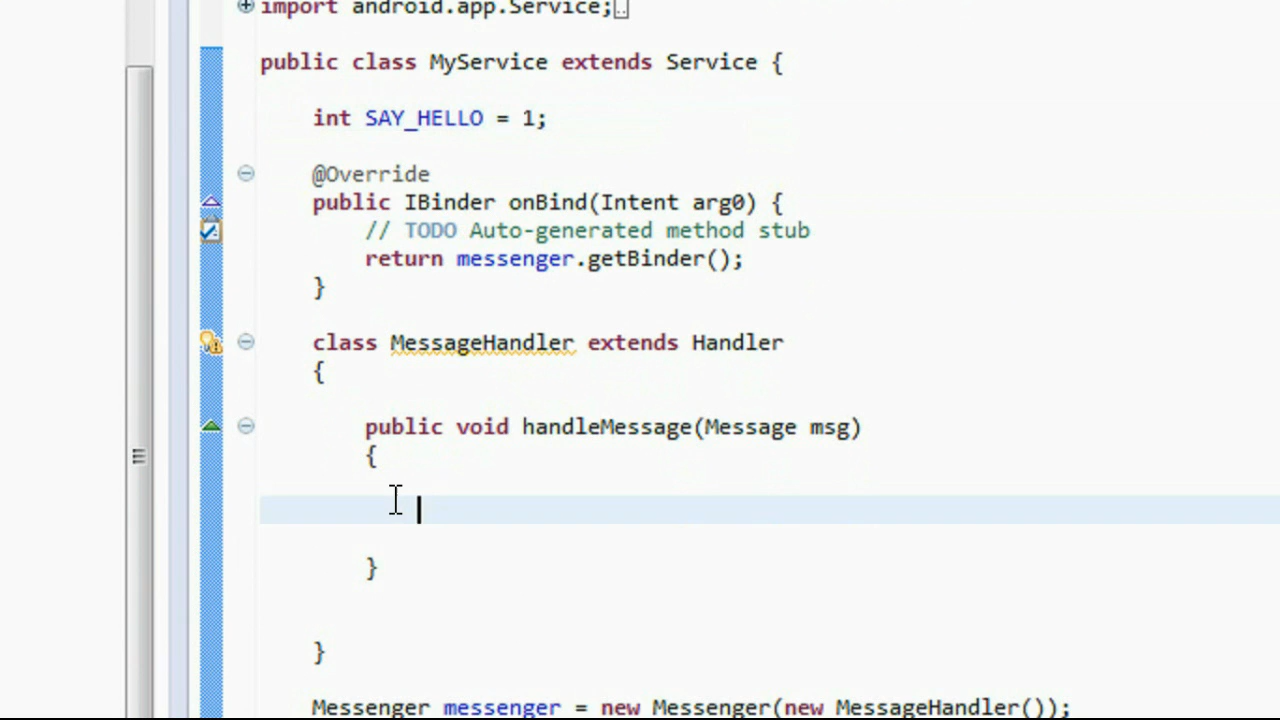 import android.app.Service;
public class MyService extends Service {
int SAY_HELLO = 1;
@Override
public IBinder onBind(Intent arg0) {
// TODO Auto-generated method stub
return messenger.getBinder();
}
class MessageHandler extends Handler
{
public void handleMessage(Message msg)
{
}
}
Messenger messenger = new Messenger(new MessageHandler());